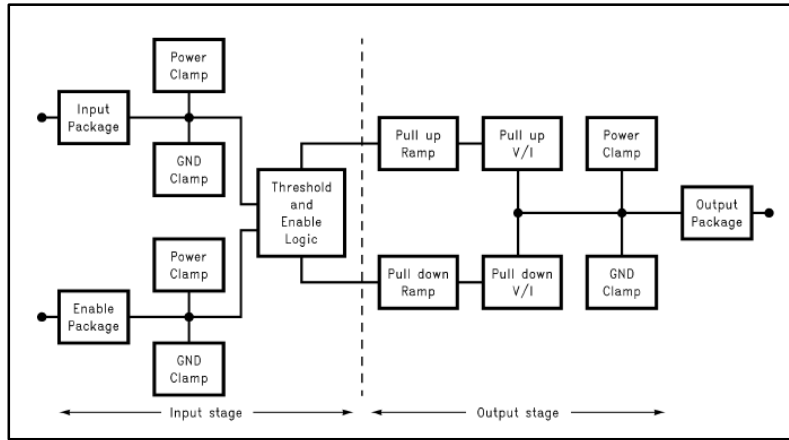 Power
Clamp
Input
Package
GND
Clamp
Power
Clamp
Enable
Package
GND
Clamp
Threshold
and
Enable
Logic
Pull up
Ramp
Pull up
V/I
Power
Clamp
Output
Package
Pull down
Ramp
Pull down
V/I
GND
Clamp
Input stage
Output stage